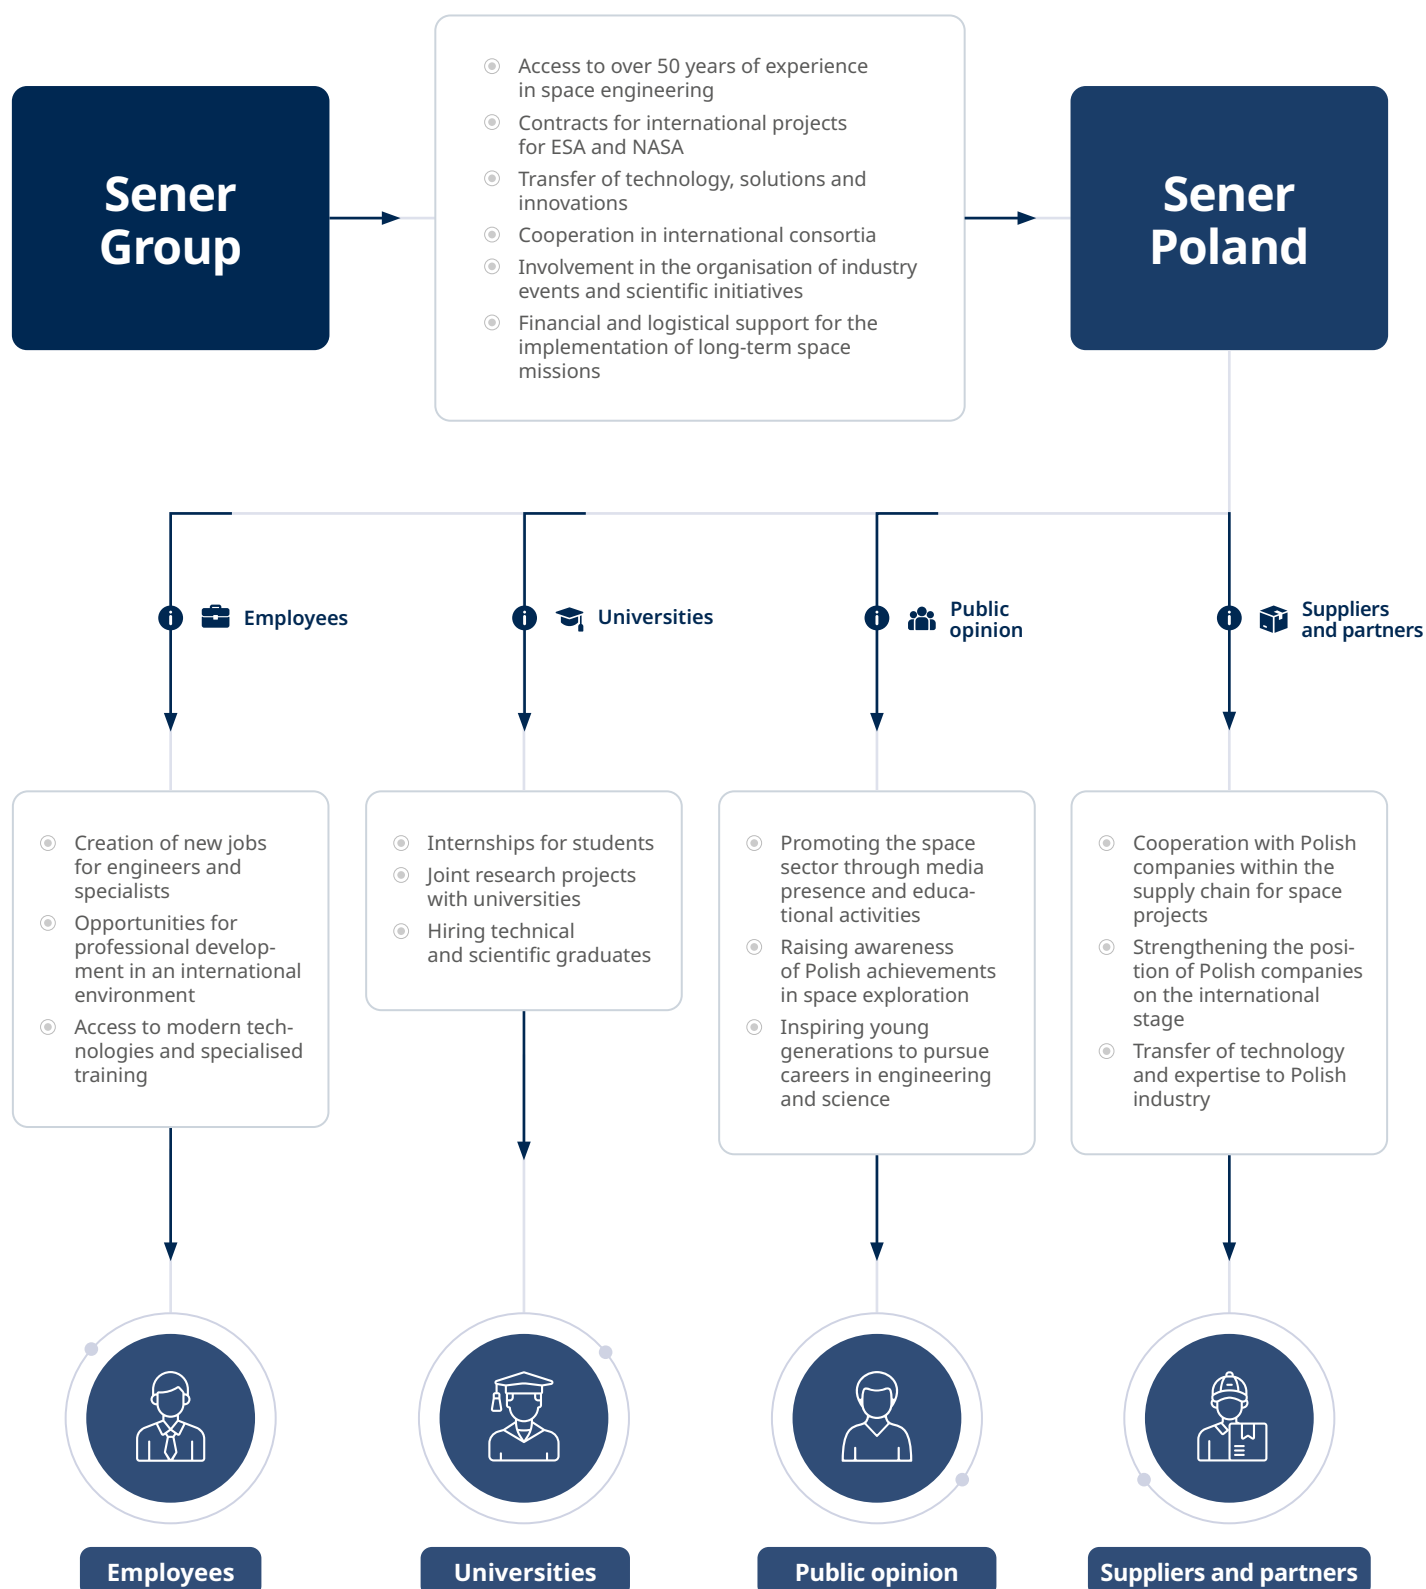 Sener
Group
Access to over 50 years of experience
in space engineering
Contracts for international projects
for ESA and NASA
Transfer of technology, solutions and
innovations
Cooperation in international consortia
Involvement in the organisation of industry
events and scientific initiatives
Financial and logistical support for the
implementation of long-term space
missions
Sener
Poland
Employees
Universities
Public
opinion
Suppliers
and partners
Creation of new jobs
for engineers and
specialists
Opportunities for
professional develop-
ment in an international
environment
Access to modern tech-
nologies and specialised
training
Internships for students
Joint research projects
with universities
Hiring technical
and scientific graduates
Promoting the space
sector through media
presence and educa-
tional activities
Raising awareness
of Polish achievements
in space exploration
Inspiring young
generations to pursue
careers in engineering
and science
Cooperation with Polish
companies within the
supply chain for space
projects
Strengthening the posi-
tion of Polish companies
on the international
stage
Transfer of technology
and expertise to Polish
industry
Employees
Universities
Public opinion
Suppliers and partners